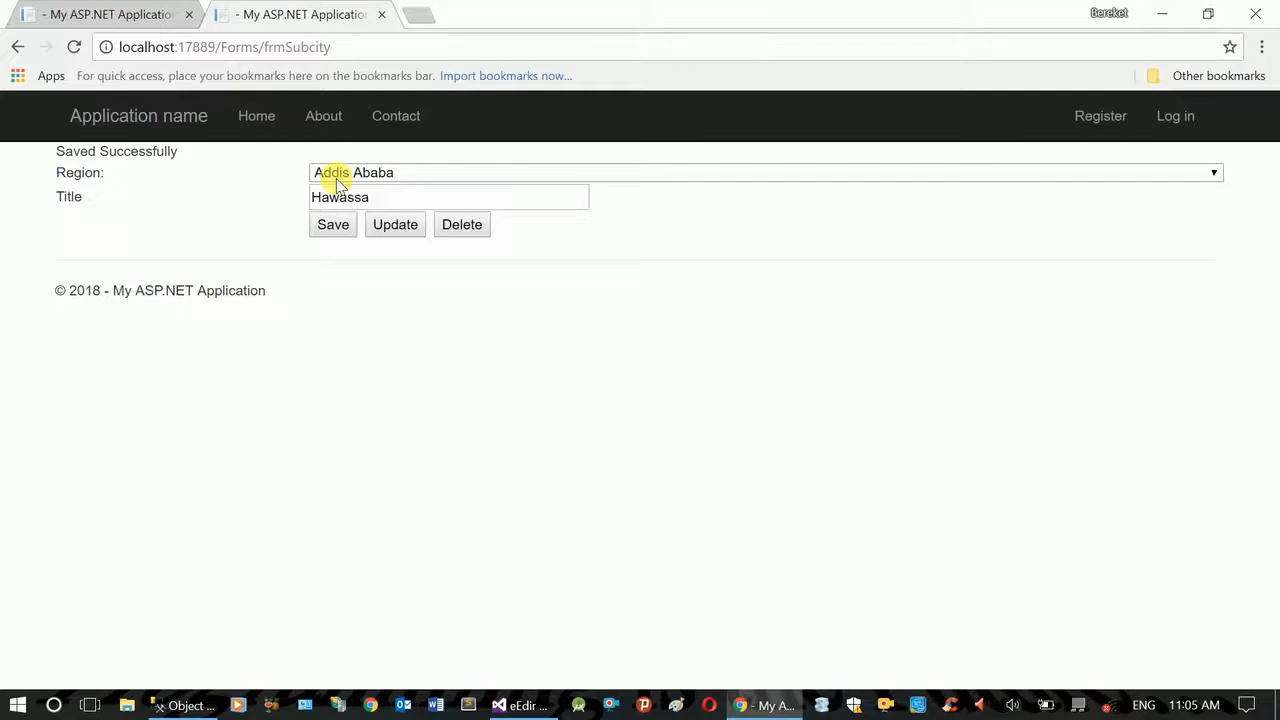 - My ASP.NET Application
- My ASP.NET Application
Bereket
localhost:17889/Forms/frmSubcity
Apps
For quick access, place your bookmarks here on the bookmarks bar. Import bookmarks now...
Other bookmarks
Application name
Home
About
Contact
Register
Log in
Saved Successfully
Region:
Addis Ababa
Title
Hawassa
Save
Update
Delete
© 2018 - My ASP.NET Application
Object ...
eEdir ...
- My A...
ENG
11:05 AM